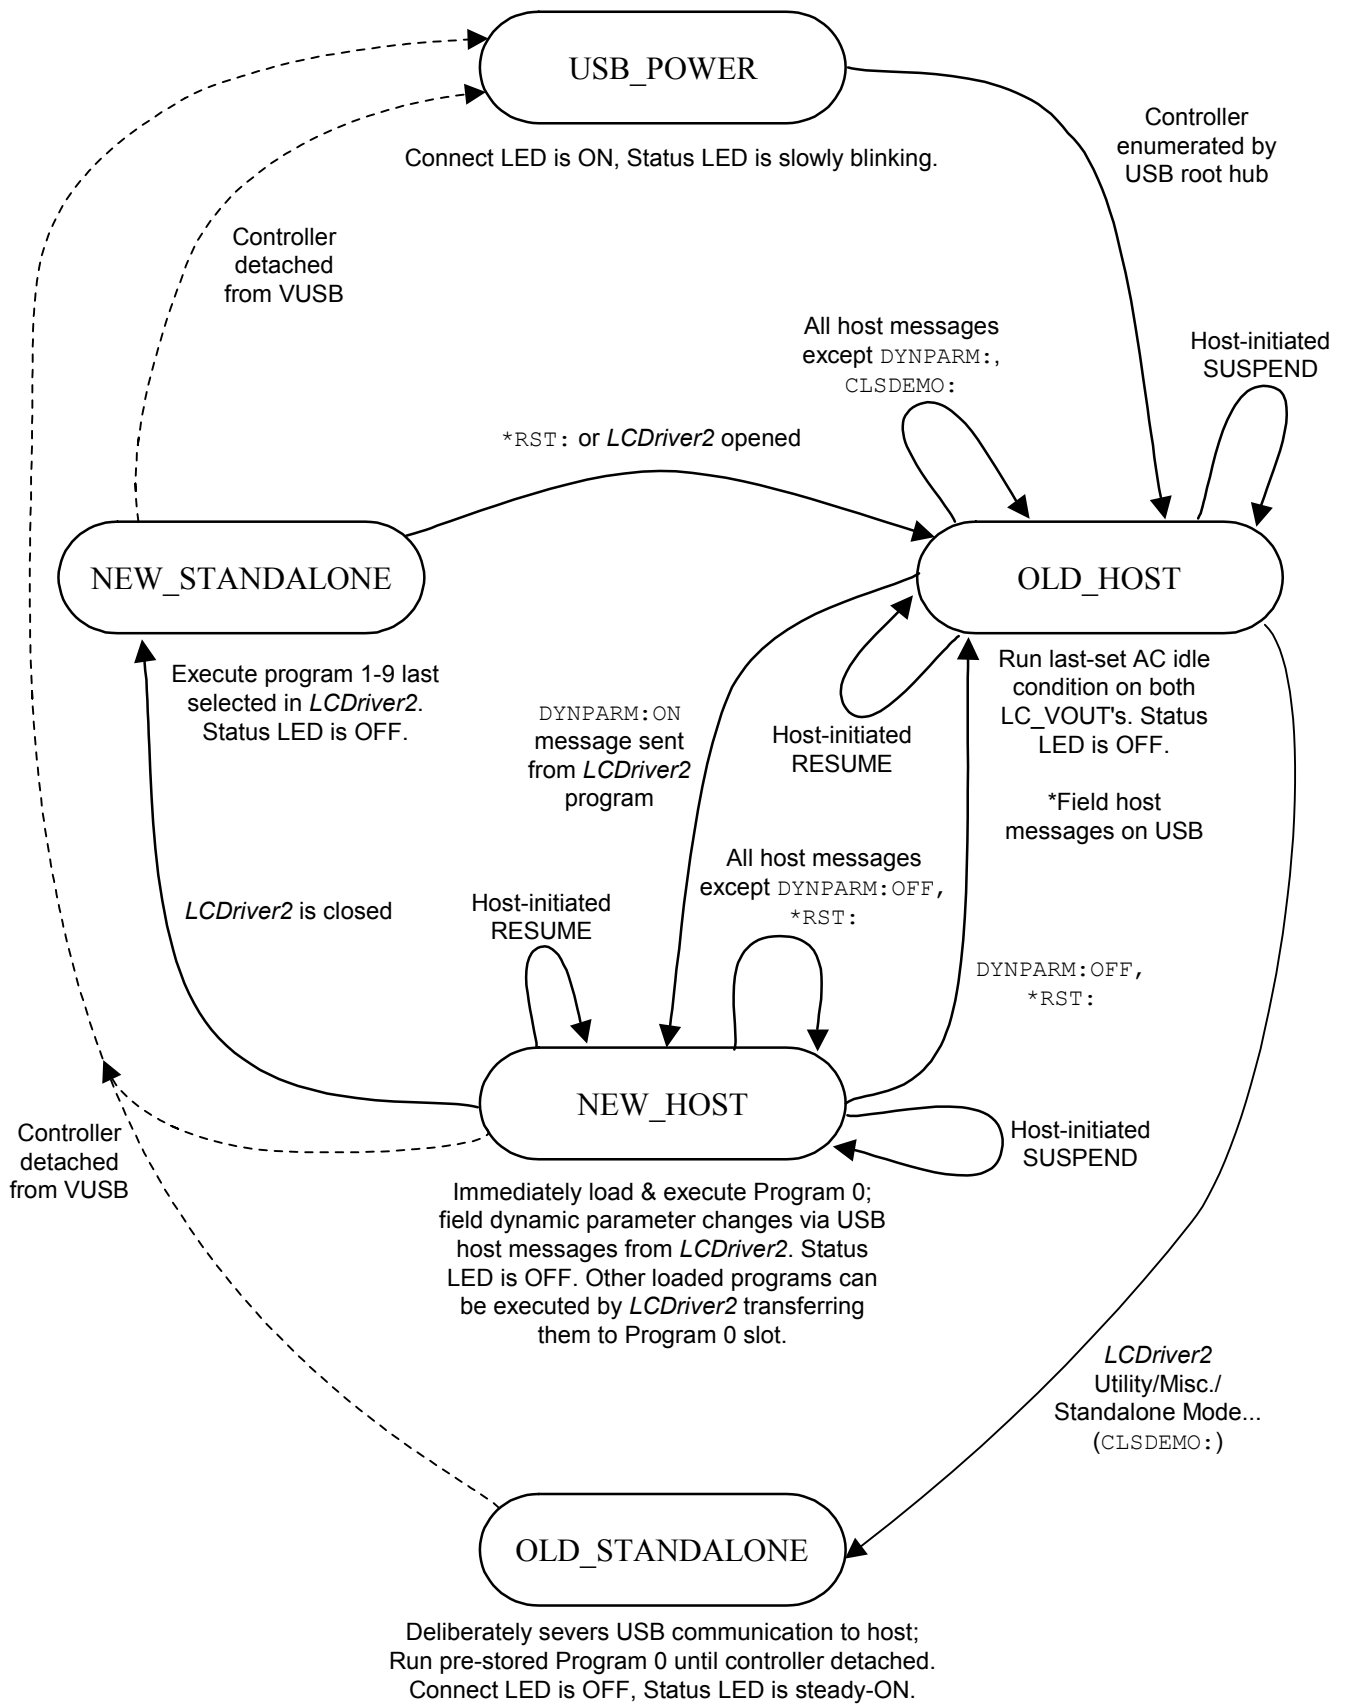 USB_POWER
Connect LED is ON, Status LED is slowly blinking.
Controller
enumerated by
USB root hub
Controller
detached
from VUSB
All host messages
except DYNPARM:,
CLSDEMO:
Host-initiated
SUSPEND
*RST: or LCDriver2 opened
NEW_STANDALONE
OLD_HOST
Execute program 1-9 last
selected in LCDriver2.
Status LED is OFF.
DYNPARM:ON
message sent
from LCDriver2
program
Host-initiated
RESUME
Run last-set AC idle
condition on both
LC_VOUT's. Status
LED is OFF.
*Field host
messages on USB
All host messages
except DYNPARM:OFF,
*RST:
LCDriver2 is closed
Host-initiated
RESUME
DYNPARM:OFF,
*RST:
NEW_HOST
Controller
detached
from VUSB
Host-initiated
SUSPEND
Immediately load & execute Program 0;
field dynamic parameter changes via USB
host messages from LCDriver2. Status
LED is OFF. Other loaded programs can
be executed by LCDriver2 transferring
them to Program 0 slot.
LCDriver2
Utility/Misc./
Standalone Mode...
(CLSDEMO:)
OLD_STANDALONE
Deliberately severs USB communication to host;
Run pre-stored Program 0 until controller detached.
Connect LED is OFF, Status LED is steady-ON.